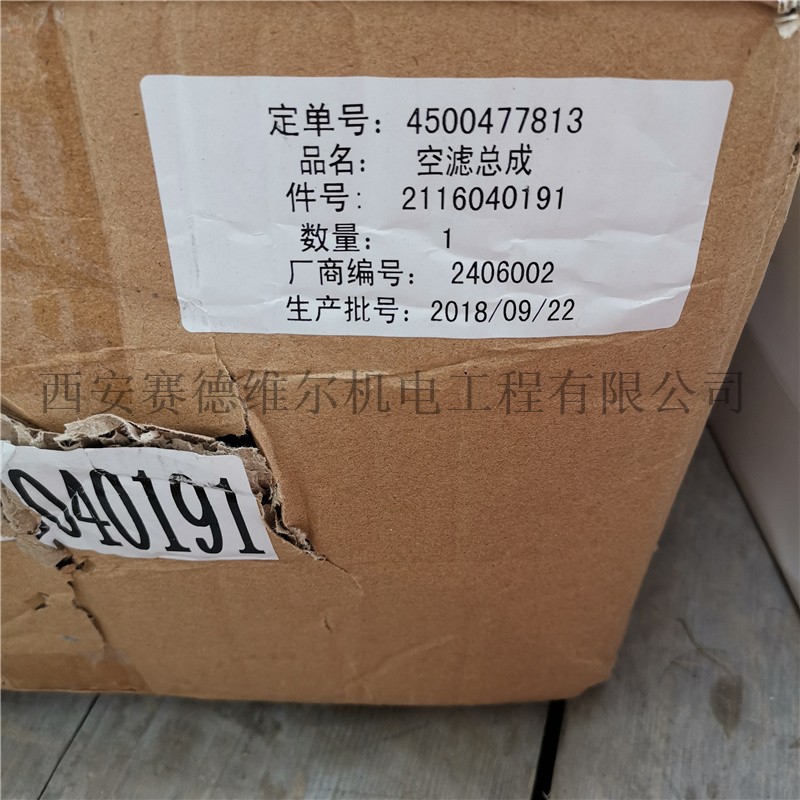 定单号: 4500477813
品名: 空滤总成
件号: 2116040191
数量: 1
厂商编号: 2406002
生产批号: 2018/09/22
西安赛德维尔机电工程有限公司
040191